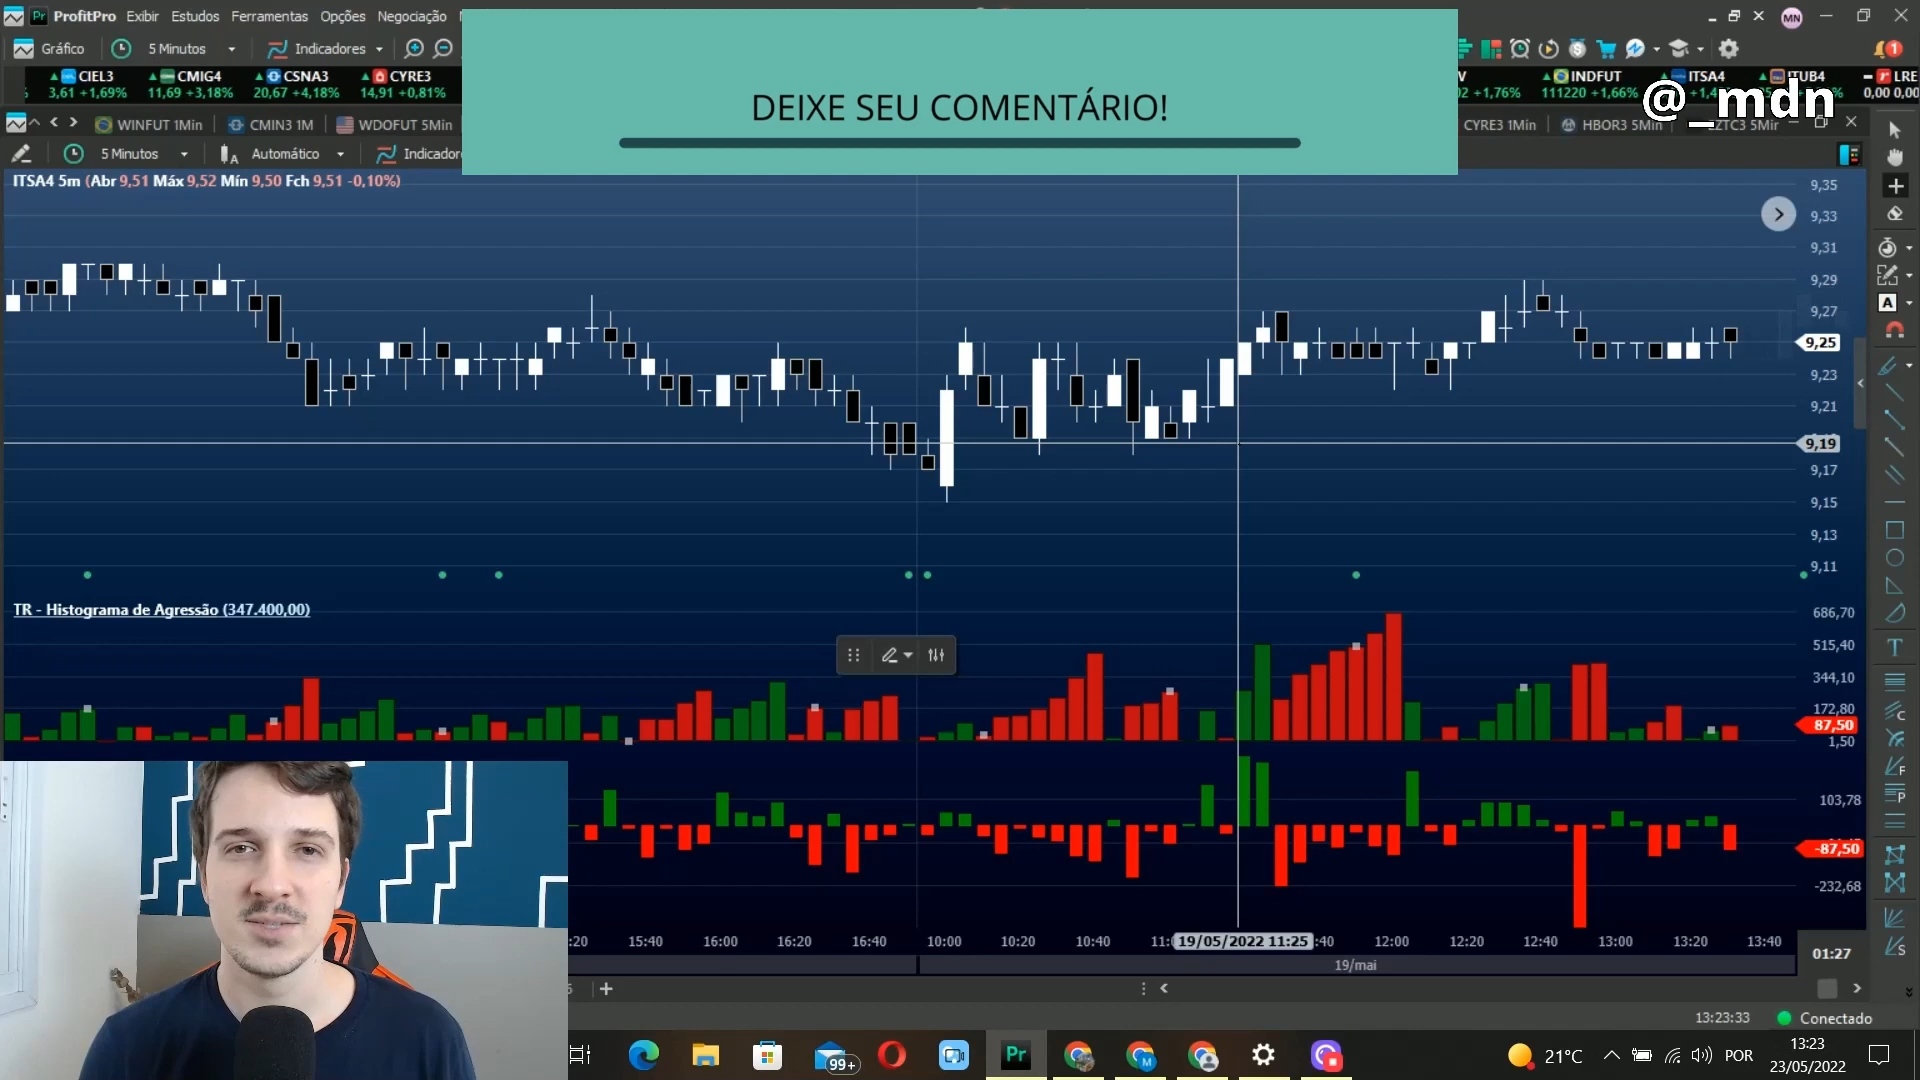 ProfitPro Exibir Estudos Ferramentas Opções Negociação
DEIXE SEU COMENTÁRIO!
MN
Gráfico 5 Minutos Indicadores
1
CIEL3 CMIG4 CSNA3 CYRE3
3,61 +1,69% 11,69 +3,18% 20,67 +4,18% 14,91 +0,81%
INDFUT ITSA4 ITUB4 LRE
+1,76% 111220 +1,66% 0,00 0,00
@_mdn
WINFUT 1Min CMIN3 1M WDOFUT 5Min CYRE3 1Min HBOR3 5Min
5 Minutos Automático Indicador
ITSA4 5m (Abr 9,51 Máx 9,52 Mín 9,50 Fch 9,51 -0,10%)
9,35
9,33
9,31
9,29
9,27
9,25
9,23
9,21
9,19
9,17
9,15
9,13
9,11
TR - Histograma de Agressão (347.400,00)
686,70
515,40
344,10
172,80
87,50
1,50
103,78
-87,50
-232,68
:20 15:40 16:00 16:20 16:40 10:00 10:20 10:40 19/05/2022 11:25 :40 12:00 12:20 12:40 13:00 13:20 13:40
01:27
19/mai
13:23:33 Conectado
99+
Pr
21°C POR
13:23
23/05/2022